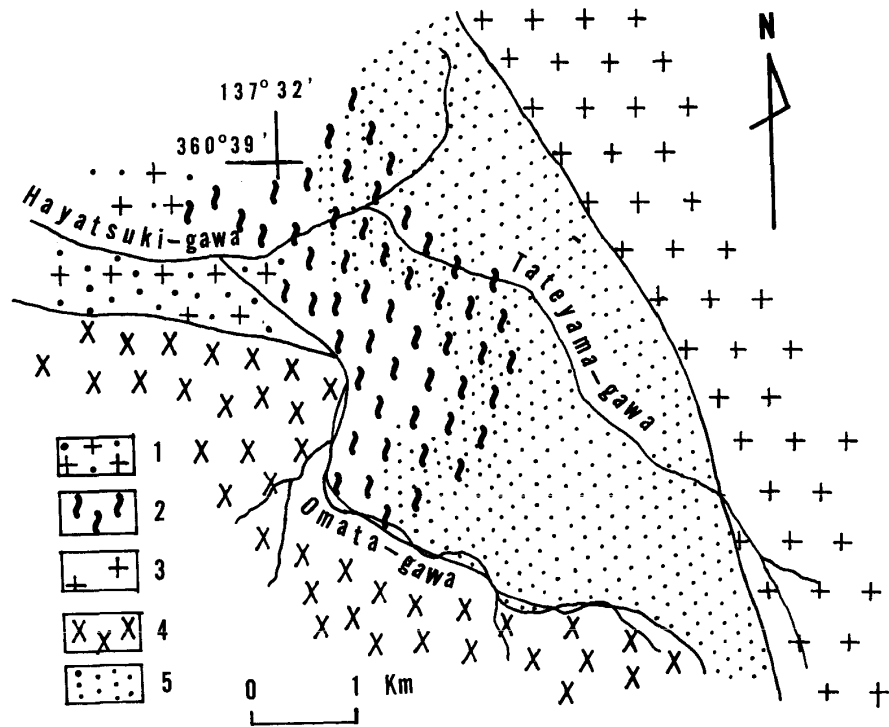 N
137° 32'
360° 39'
Hayatsuki-gawa
Tateyama-gawa
Omata-gawa
1
2
3
4
5
0 1 Km